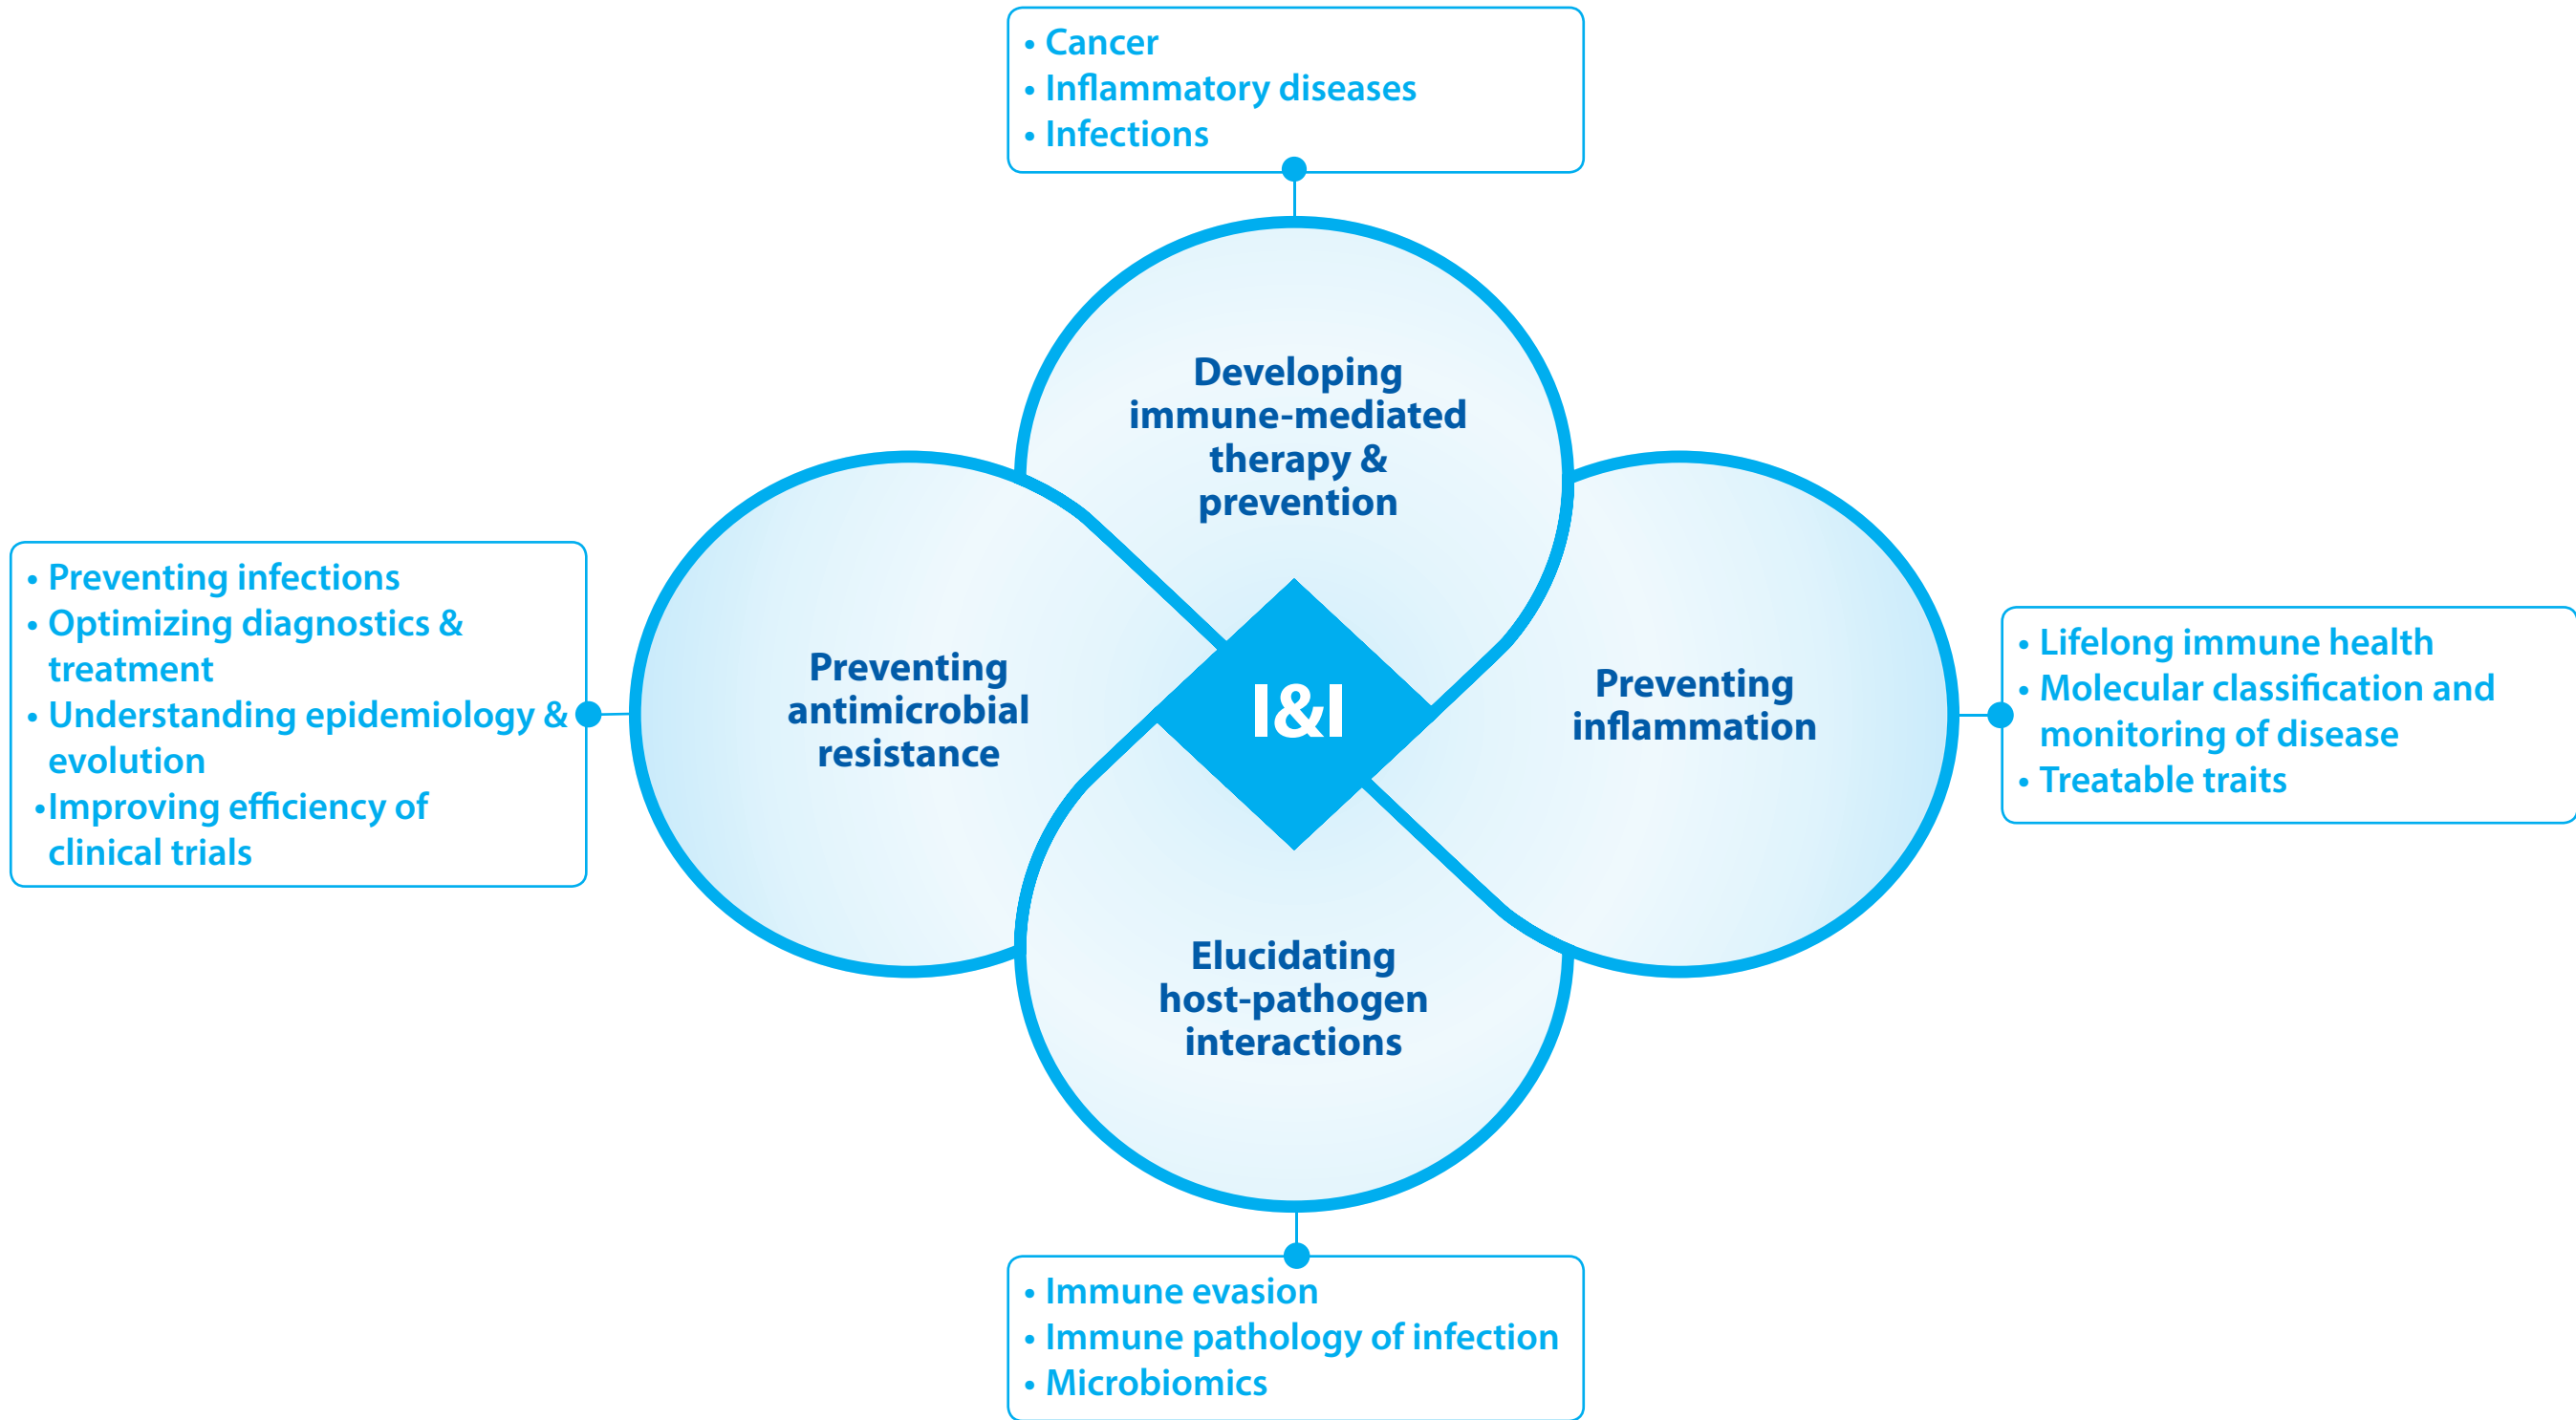 • Cancer
• Inflammatory diseases
• Infections
Developing
immune-mediated
therapy &
prevention
• Preventing infections
• Optimizing diagnostics &
treatment
• Understanding epidemiology &
evolution
•Improving efficiency of
clinical trials
Preventing
antimicrobial
resistance
I&I
Preventing
inflammation
• Lifelong immune health
• Molecular classification and
monitoring of disease
• Treatable traits
Elucidating
host-pathogen
interactions
• Immune evasion
• Immune pathology of infection
• Microbiomics